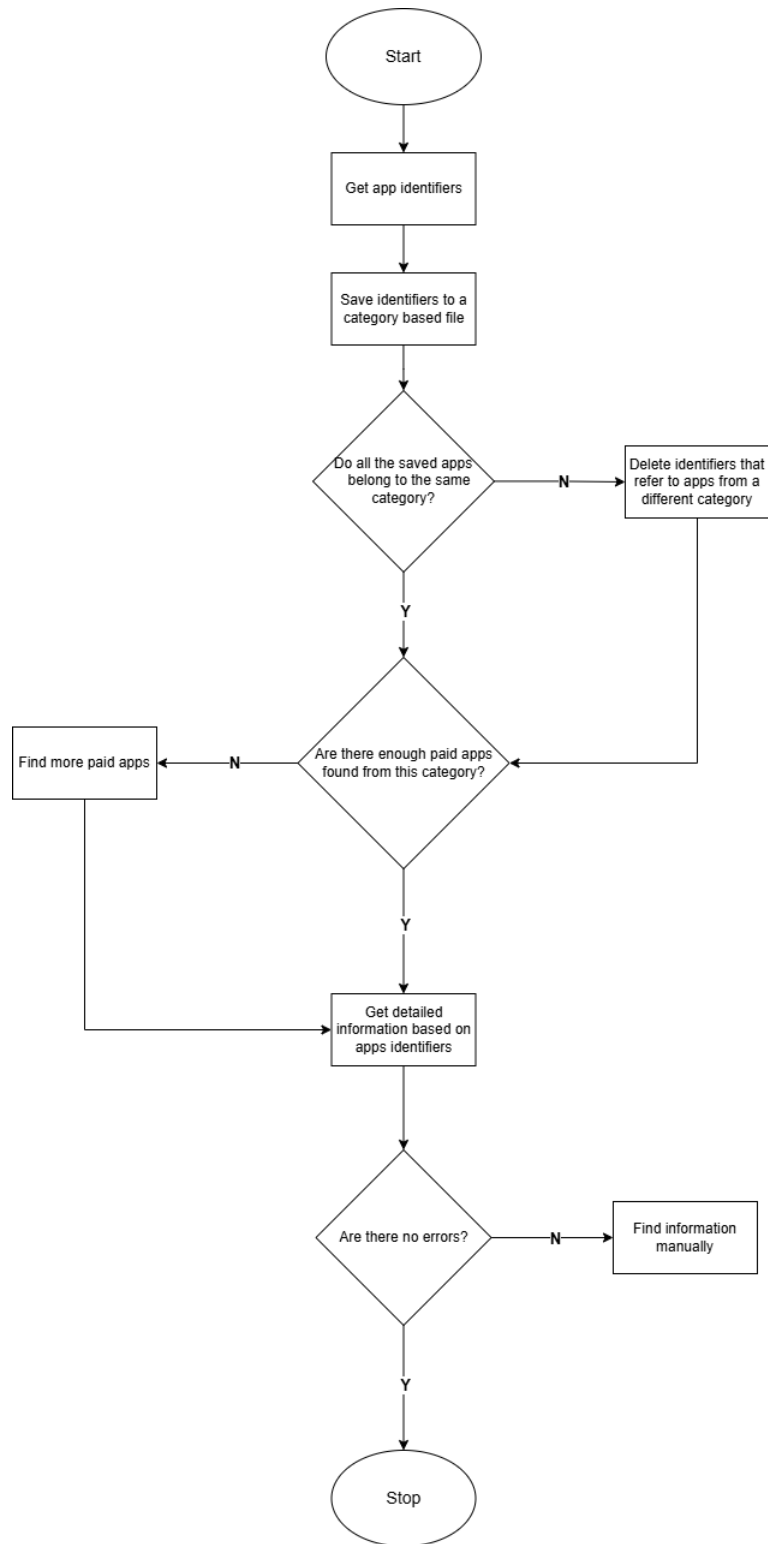 Start
Get app identifiers
Save identifiers to a
category based file
Do all the saved apps
belong to the same
category?
N
Delete identifiers that
refer to apps from a
different category
Y
Are there enough paid apps
found from this category?
N
Find more paid apps
Y
Get detailed
information based on
apps identifiers
Are there no errors?
N
Find information
manually
Y
Stop